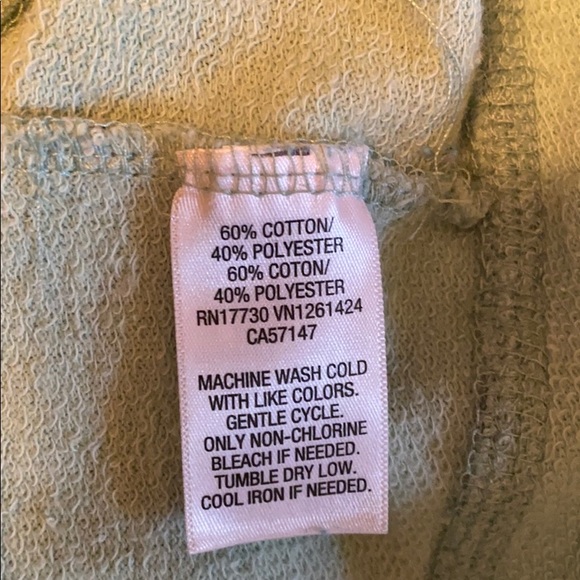 60% COTTON/
40% POLYESTER
60% COTON/
40% POLYESTER
RN17730 VN1261424
CA57147
MACHINE WASH COLD
WITH LIKE COLORS.
GENTLE CYCLE.
ONLY NON-CHLORINE
BLEACH IF NEEDED.
TUMBLE DRY LOW.
COOL IRON IF NEEDED.